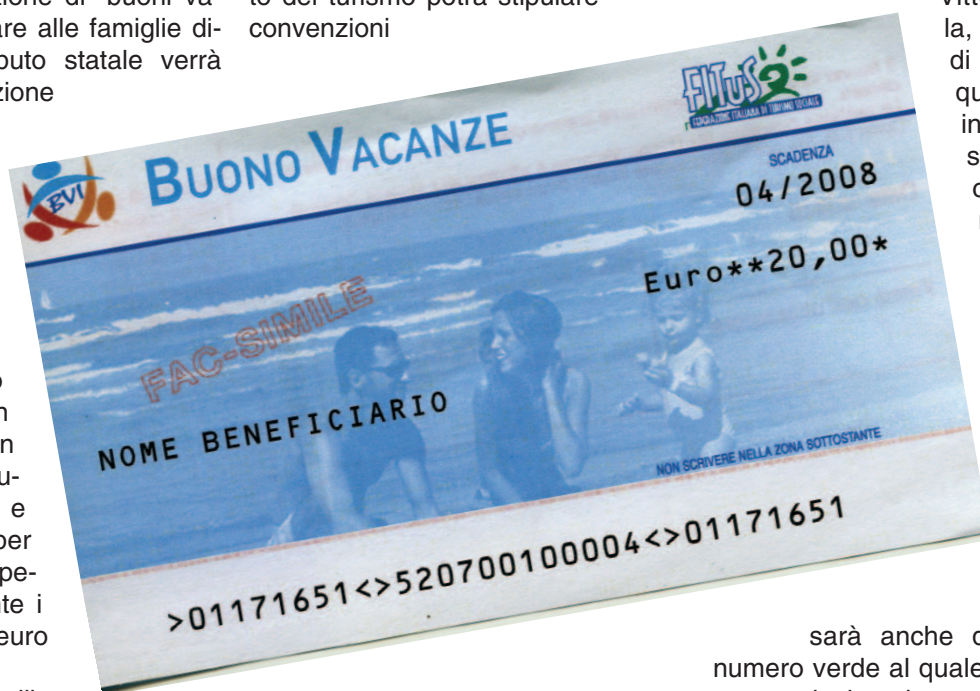 zione di buoni va-
are alle famiglie di-
buto statale verrà
zione
to del turismo potrà stipulare
convenzioni
la,
di
BVI
BUONO VACANZE
FITuS
FEDERAZIONE ITALIANA DI TURISMO SOCIALE
SCADENZA
04/2008
Euro**20,00*
FAC-SIMILE
NOME BENEFICIARIO
NON SCRIVERE NELLA ZONA SOTTOSTANTE
>01171651<>520700100004<>01171651
e
per
pe-
te i
euro
sarà anche
numero verde al quale